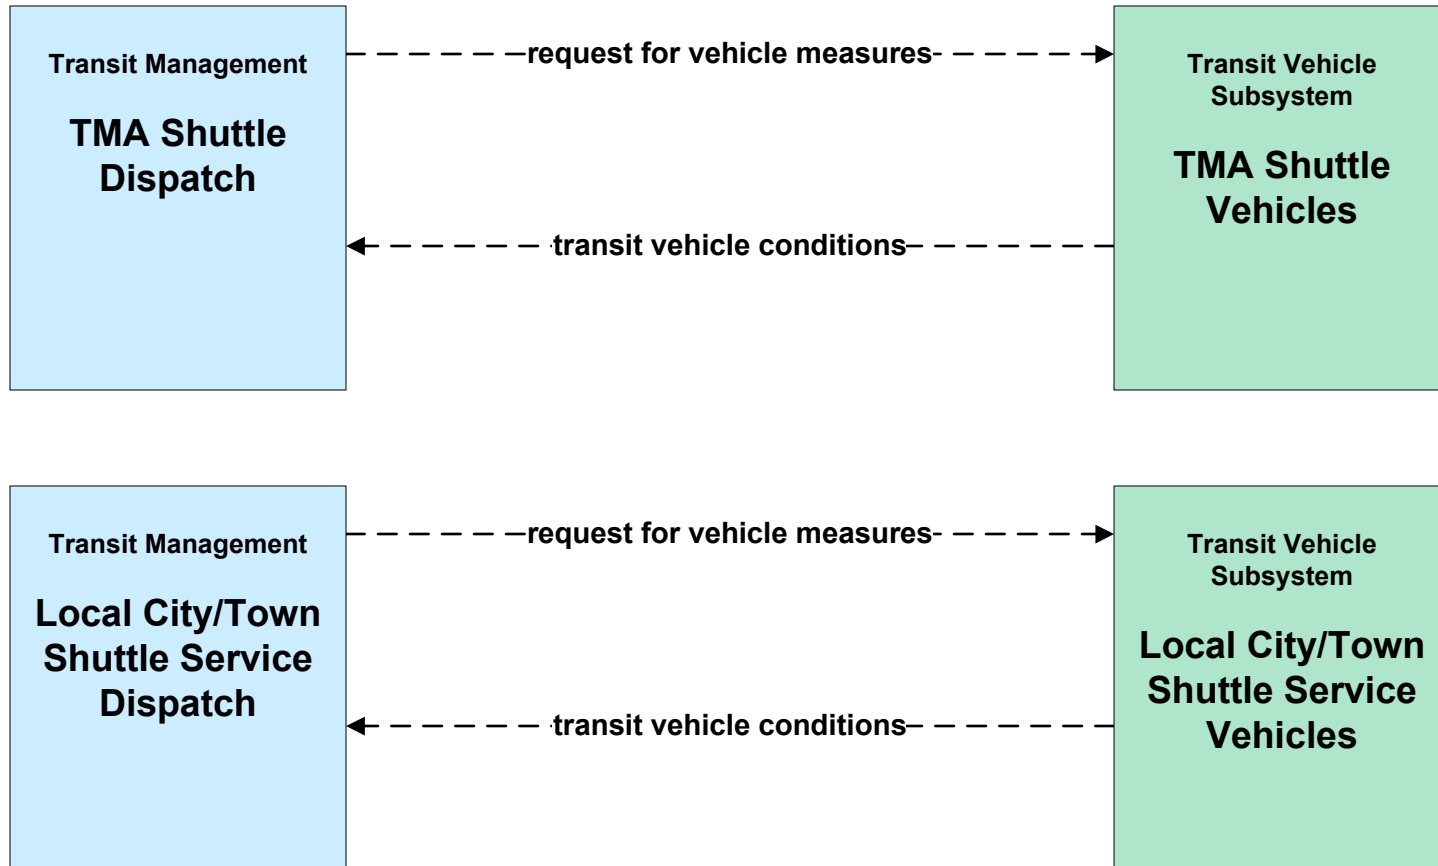 Transit Management
TMA Shuttle
Dispatch
request for vehicle measures
transit vehicle conditions
Transit Vehicle
Subsystem
TMA Shuttle
Vehicles
Transit Management
Local City/Town
Shuttle Service
Dispatch
request for vehicle measures
transit vehicle conditions
Transit Vehicle
Subsystem
Local City/Town
Shuttle Service
Vehicles